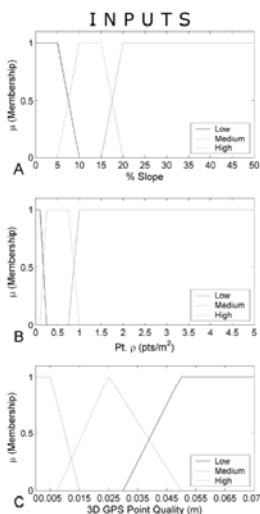 INPUTS
1
0.5
0
μ (Membership)
Low
Medium
High
0 5 10 15 20 25 30 35 40 45 50
% Slope
A
1
0.5
0
μ (Membership)
Low
Medium
High
0 0.5 1 1.5 2 2.5 3 3.5 4 4.5 5
Pt. ρ (pts/m²)
B
1
0.5
0
μ (Membership)
Low
Medium
High
00.005 0.015 0.025 0.035 0.045 0.055 0.065 0.07
3D GPS Point Quality (m)
C